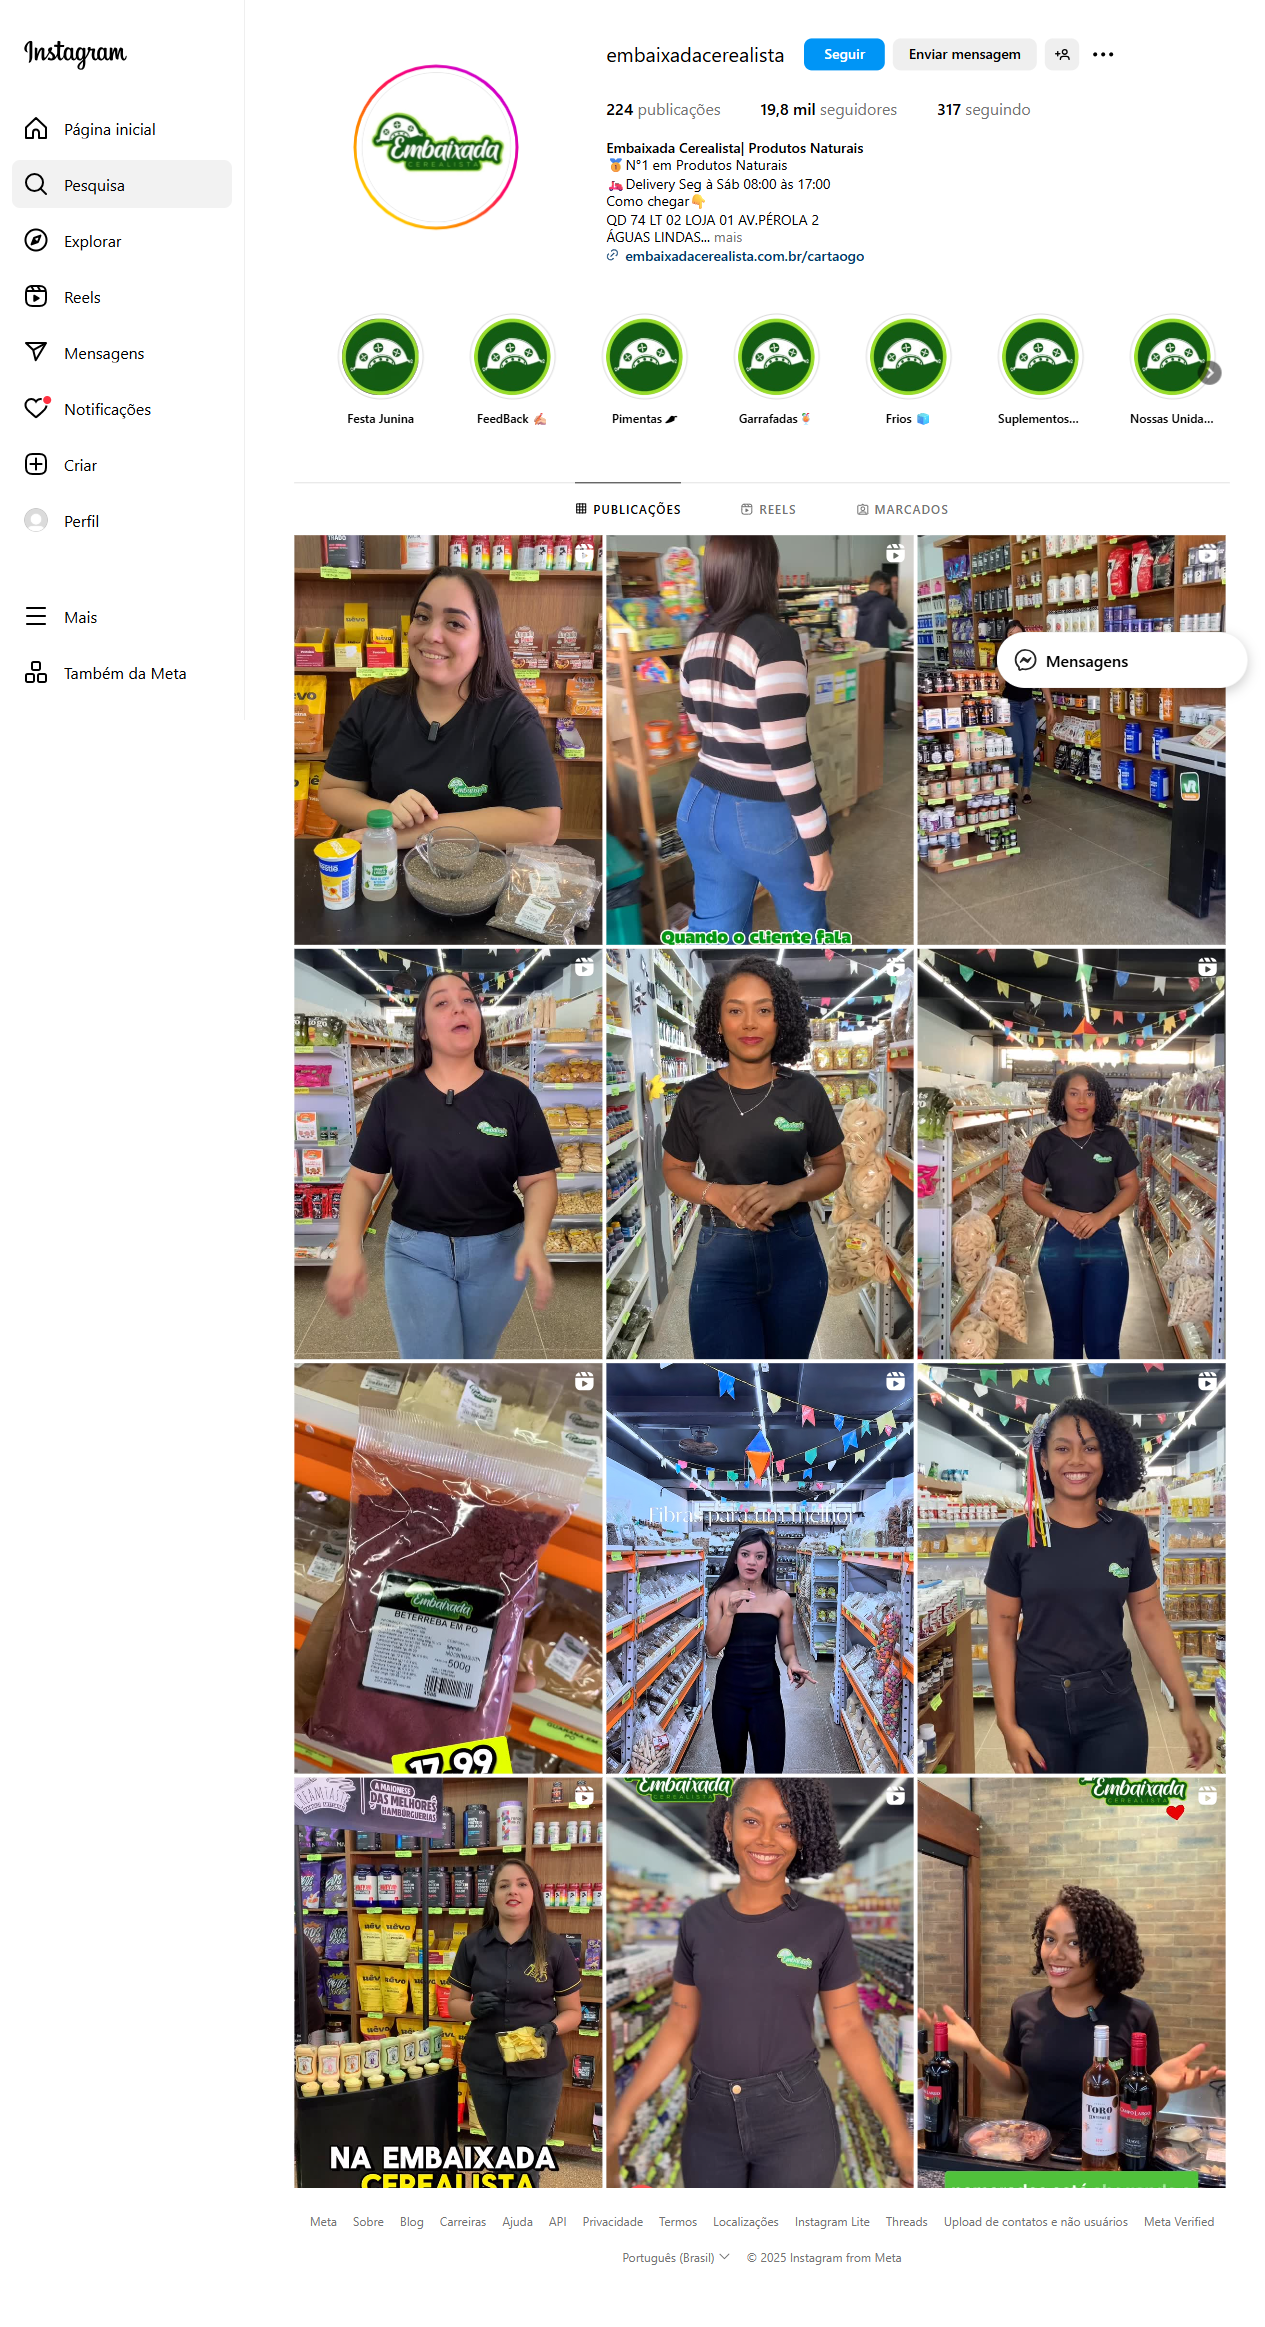 Instagram
Página inicial
Pesquisa
Explorar
Reels
Mensagens
Notificações
Criar
Perfil
Mais
Também da Meta
embaixadacerealista
Seguir
Enviar mensagem
224 publicações
19,8 mil seguidores
317 seguindo
Embaixada Cerealista| Produtos Naturais
🏅N°1 em Produtos Naturais
🛵Delivery Seg à Sáb 08:00 às 17:00
Como chegar👇
QD 74 LT 02 LOJA 01 AV.PÉROLA 2
ÁGUAS LINDAS... mais
embaixadacerealista.com.br/cartaogo
Embaixada
CEREALISTA
Festa Junina
FeedBack
Pimentas
Garrafadas
Frios 🧊
Suplementos...
Nossas Unida...
PUBLICAÇÕES
REELS
MARCADOS
Mensagens
Quando o cliente fala
VR
Fibras para um melhor
Embaixada
BETERREBA EM PÓ
500g
17,99
A MAIONESE
DAS MELHORES
HAMBURGUERIAS
NA EMBAIXADA
CEREALISTA
Embaixada
CEREALISTA
Embaixada
CEREALISTA
TORO
Meta
Sobre
Blog
Carreiras
Ajuda
API
Privacidade
Termos
Localizações
Instagram Lite
Threads
Upload de contatos e não usuários
Meta Verified
Português (Brasil)
© 2025 Instagram from Meta